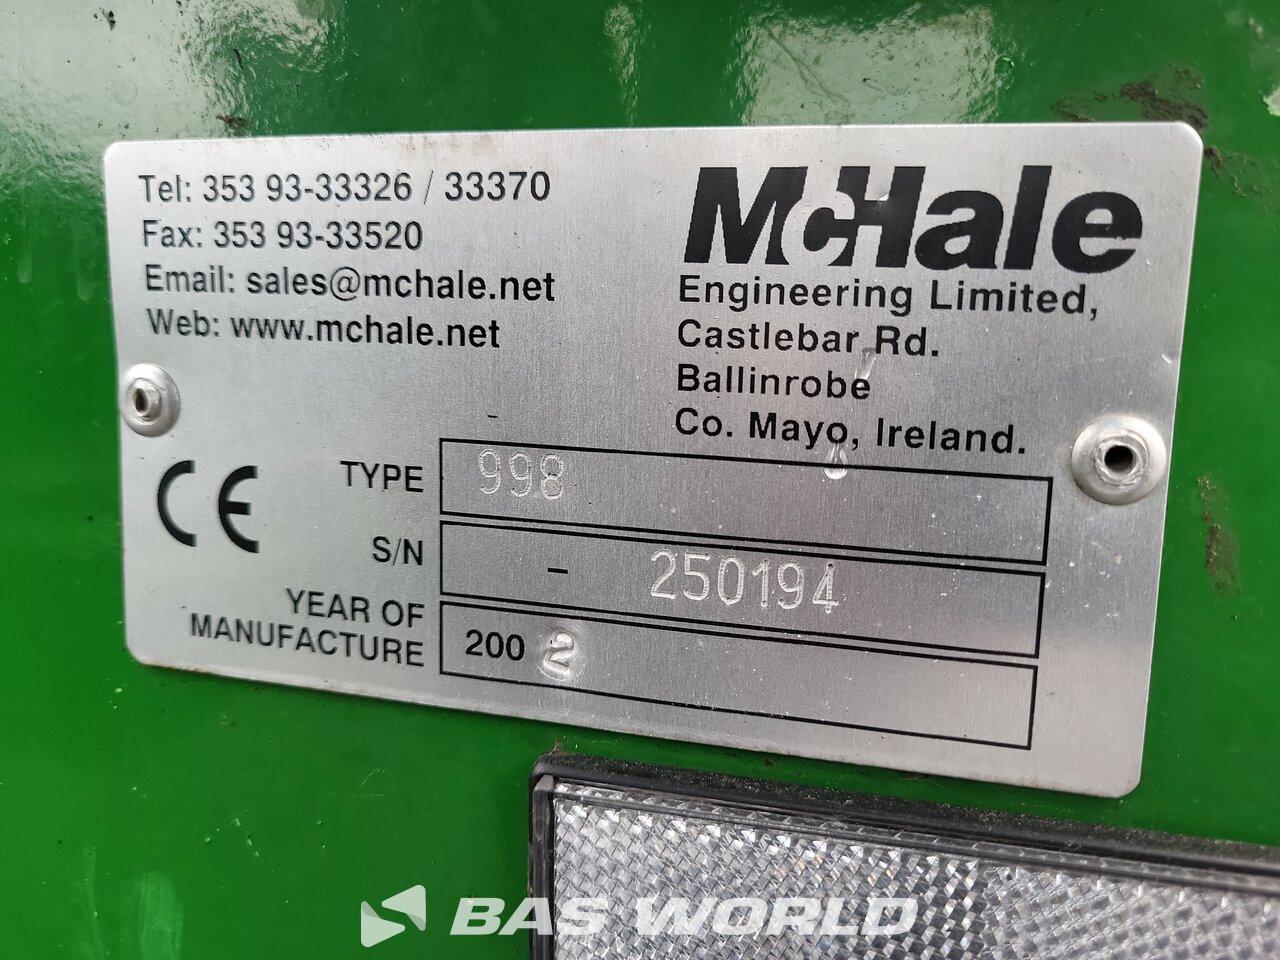 Tel: 353 93-33326 / 33370
Fax: 353 93-33520
Email: sales@mchale.net
Web: www.mchale.net
McHale
Engineering Limited,
Castlebar Rd.
Ballinrobe
Co. Mayo, Ireland.
CE
TYPE 998
S/N - 250194
YEAR OF
MANUFACTURE 200 2
BAS WORLD